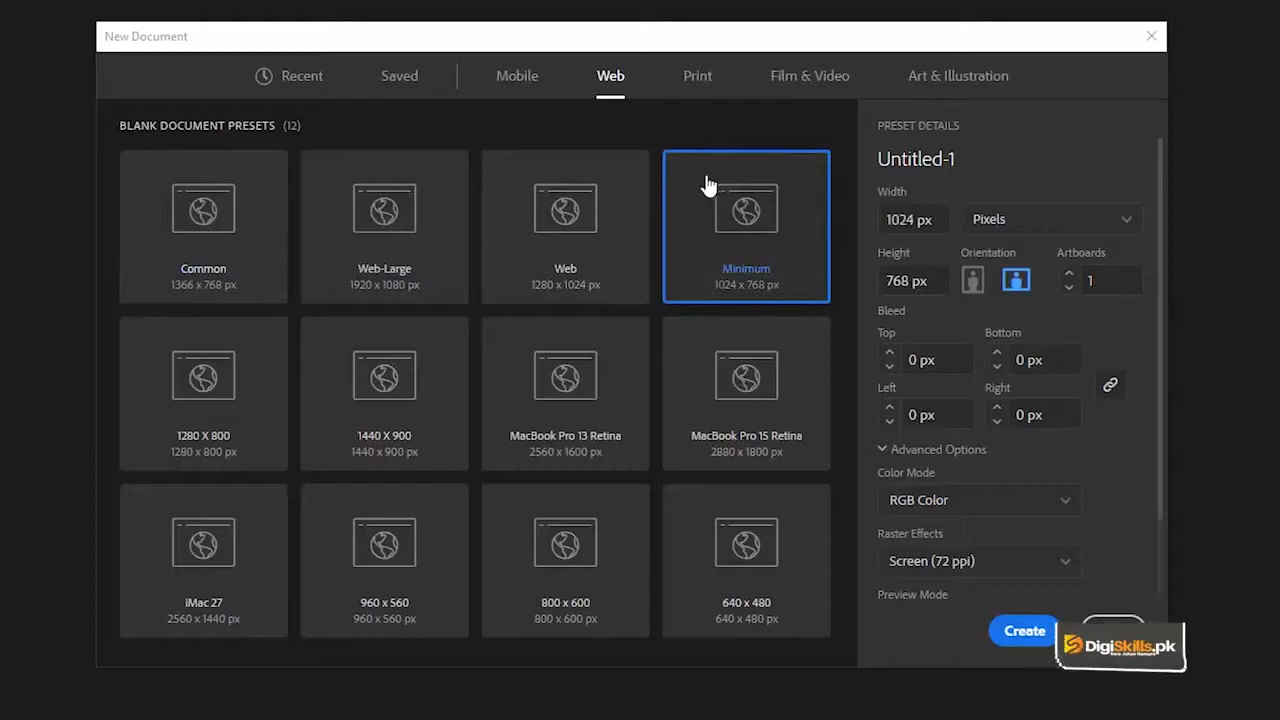 New Document
Recent Saved Mobile Web Print Film & Video Art & Illustration
BLANK DOCUMENT PRESETS (12)
Common
1366 x 768 px
Web-Large
1920 x 1080 px
Web
1280 x 1024 px
Minimum
1024 x 768 px
1280 X 800
1280 x 800 px
1440 X 900
1440 x 900 px
MacBook Pro 13 Retina
2560 x 1600 px
MacBook Pro 15 Retina
2880 x 1800 px
iMac 27
2560 x 1440 px
960 x 560
960 x 560 px
800 x 600
800 x 600 px
640 x 480
640 x 480 px
PRESET DETAILS
Untitled-1
Width
1024 px Pixels
Height Orientation Artboards
768 px 1
Bleed
Top Bottom
0 px 0 px
Left Right
0 px 0 px
Advanced Options
Color Mode
RGB Color
Raster Effects
Screen (72 ppi)
Preview Mode
Create
DigiSkills.pk